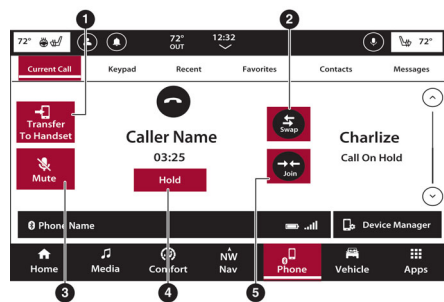 1
2
72°
72° OUT
12:32
72°
Current Call
Keypad
Recent
Favorites
Contacts
Messages
Transfer To Handset
Swap
Caller Name
Charlize
03:25
Call On Hold
Mute
Hold
Join
Phone Name
Device Manager
Home
Media
Comfort
NW
Nav
Phone
Vehicle
Apps
3
4
5